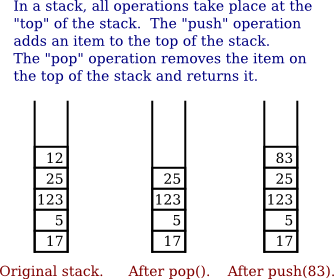 In a stack, all operations take place at the
"top" of the stack. The "push" operation
adds an item to the top of the stack.
The "pop" operation removes the item on
the top of the stack and returns it.
12
25
123
5
17
25
123
5
17
83
25
123
5
17
Original stack.
After pop().
After push(83).